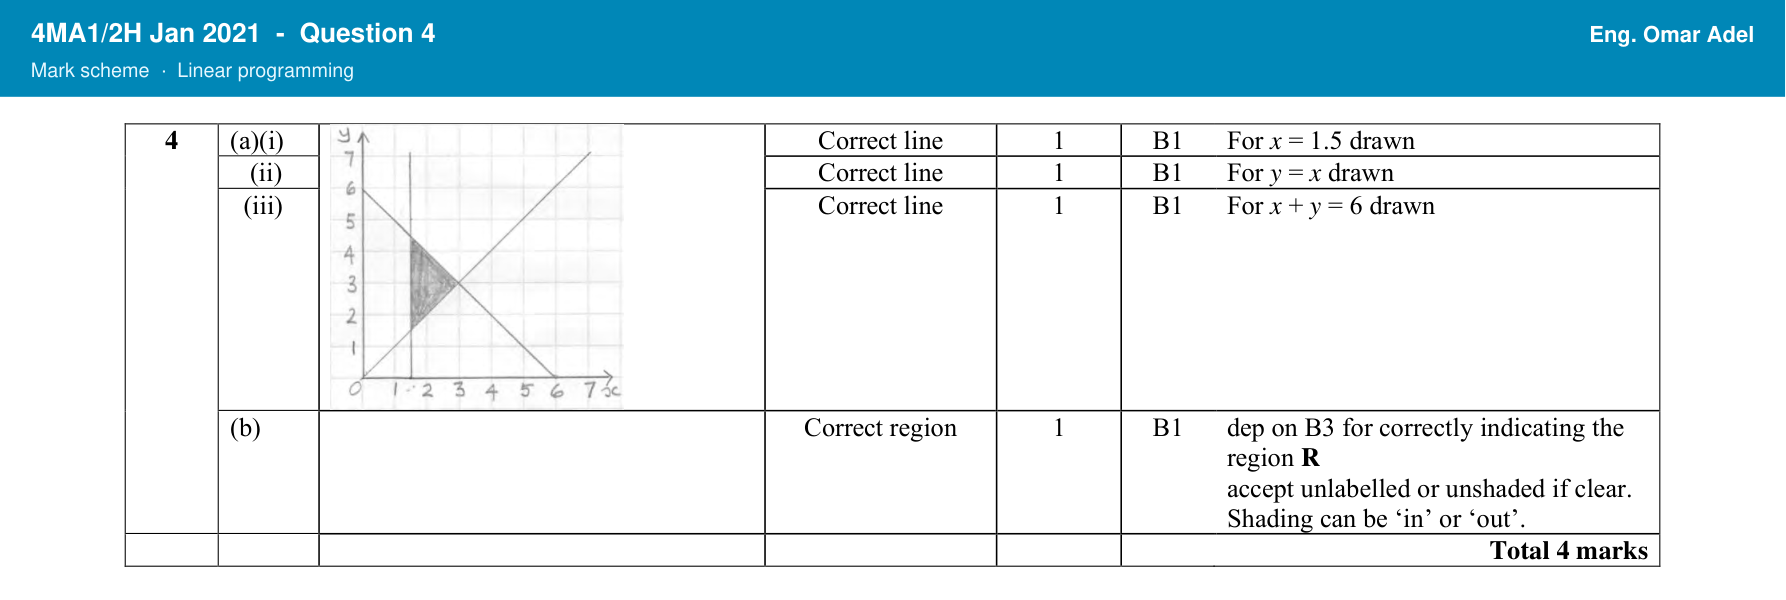 4MA1/2H Jan 2021 - Question 4
Eng. Omar Adel
Mark scheme · Linear programming
4 (a)(i) Correct line 1 B1 For x = 1.5 drawn
(ii) Correct line 1 B1 For y = x drawn
(iii) Correct line 1 B1 For x + y = 6 drawn
y
7
6
5
4
3
2
1
0 1 2 3 4 5 6 7 x
(b) Correct region 1 B1 dep on B3 for correctly indicating the
region R
accept unlabelled or unshaded if clear.
Shading can be ‘in’ or ‘out’.
Total 4 marks